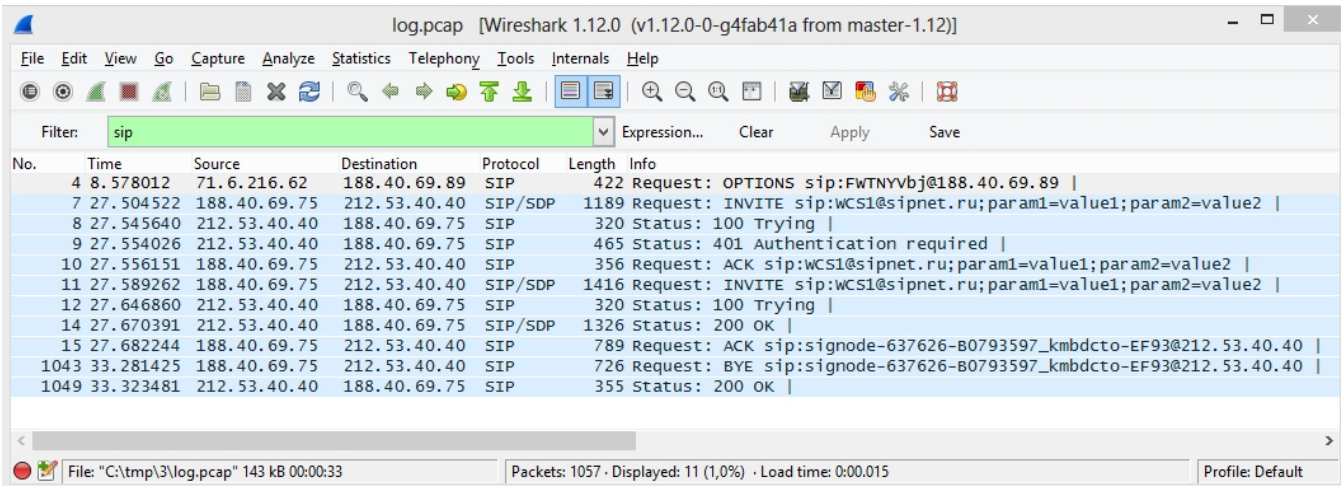 log.pcap [Wireshark 1.12.0 (v1.12.0-0-g4fab41a from master-1.12)]
File Edit View Go Capture Analyze Statistics Telephony Tools Internals Help
Filter: sip Expression... Clear Apply Save
No. Time Source Destination Protocol Length Info
4 8.578012 71.6.216.62 188.40.69.89 SIP 422 Request: OPTIONS sip:FWTNYVbj@188.40.69.89 |
7 27.504522 188.40.69.75 212.53.40.40 SIP/SDP 1189 Request: INVITE sip:WCS1@sipnet.ru;param1=value1;param2=value2 |
8 27.545640 212.53.40.40 188.40.69.75 SIP 320 Status: 100 Trying |
9 27.554026 212.53.40.40 188.40.69.75 SIP 465 Status: 401 Authentication required |
10 27.556151 188.40.69.75 212.53.40.40 SIP 356 Request: ACK sip:WCS1@sipnet.ru;param1=value1;param2=value2 |
11 27.589262 188.40.69.75 212.53.40.40 SIP/SDP 1416 Request: INVITE sip:WCS1@sipnet.ru;param1=value1;param2=value2 |
12 27.646860 212.53.40.40 188.40.69.75 SIP 320 Status: 100 Trying |
14 27.670391 212.53.40.40 188.40.69.75 SIP/SDP 1326 Status: 200 OK |
15 27.682244 188.40.69.75 212.53.40.40 SIP 789 Request: ACK sip:signode-637626-B0793597_kmbdcto-EF93@212.53.40.40 |
1043 33.281425 188.40.69.75 212.53.40.40 SIP 726 Request: BYE sip:signode-637626-B0793597_kmbdcto-EF93@212.53.40.40 |
1049 33.323481 212.53.40.40 188.40.69.75 SIP 355 Status: 200 OK |
File: "C:\tmp\3\log.pcap" 143 kB 00:00:33 Packets: 1057 · Displayed: 11 (1,0%) · Load time: 0:00.015 Profile: Default